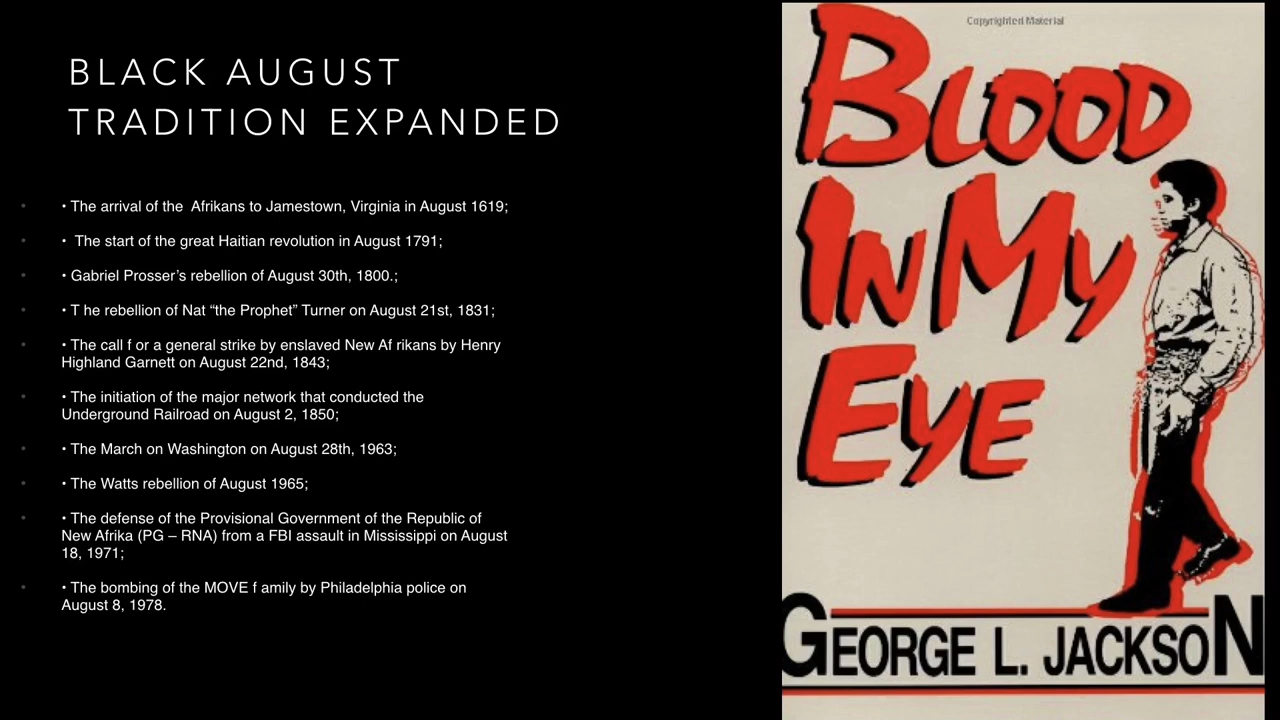 BLACK AUGUST
TRADITION EXPANDED
• • The arrival of the  Afrikans to Jamestown, Virginia in August 1619;
• •  The start of the great Haitian revolution in August 1791;
• • Gabriel Prosser’s rebellion of August 30th, 1800.;
• • T he rebellion of Nat “the Prophet” Turner on August 21st, 1831;
• • The call f or a general strike by enslaved New Af rikans by Henry
Highland Garnett on August 22nd, 1843;
• • The initiation of the major network that conducted the
Underground Railroad on August 2, 1850;
• • The March on Washington on August 28th, 1963;
• • The Watts rebellion of August 1965;
• • The defense of the Provisional Government of the Republic of
New Afrika (PG – RNA) from a FBI assault in Mississippi on August
18, 1971;
• • The bombing of the MOVE f amily by Philadelphia police on
August 8, 1978.
Copyrighted Material
BLOOD
IN MY
EYE
GEORGE L. JACKSON